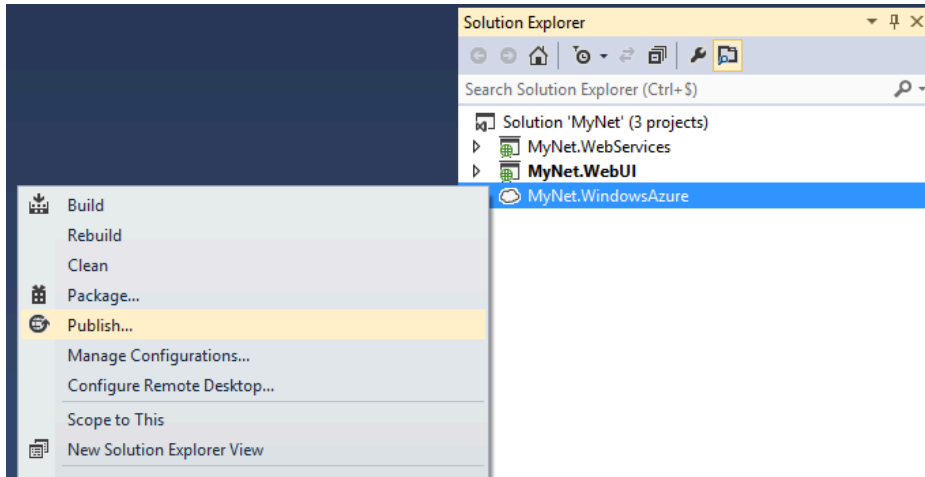 Solution Explorer
Search Solution Explorer (Ctrl+$)
Solution 'MyNet' (3 projects)
MyNet.WebServices
MyNet.WebUI
MyNet.WindowsAzure
Build
Rebuild
Clean
Package...
Publish...
Manage Configurations...
Configure Remote Desktop...
Scope to This
New Solution Explorer View